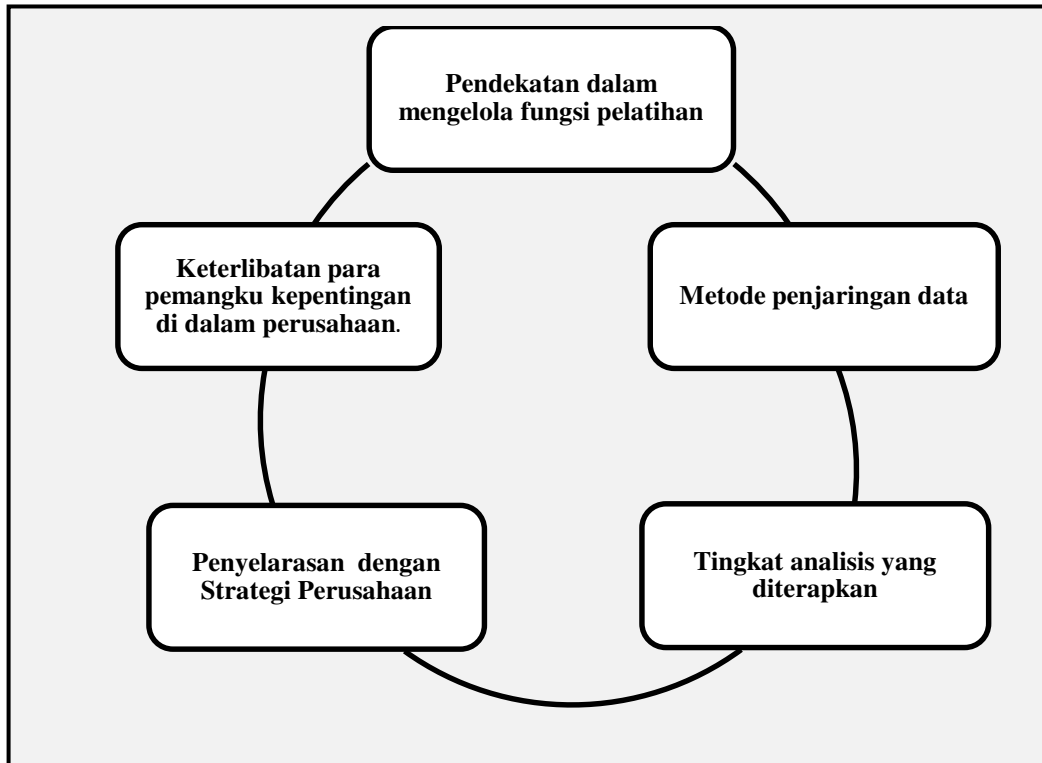 Pendekatan dalam
mengelola fungsi pelatihan
Keterlibatan para
pemangku kepentingan
di dalam perusahaan.
Metode penjaringan data
Penyelarasan  dengan
Strategi Perusahaan
Tingkat analisis yang
diterapkan